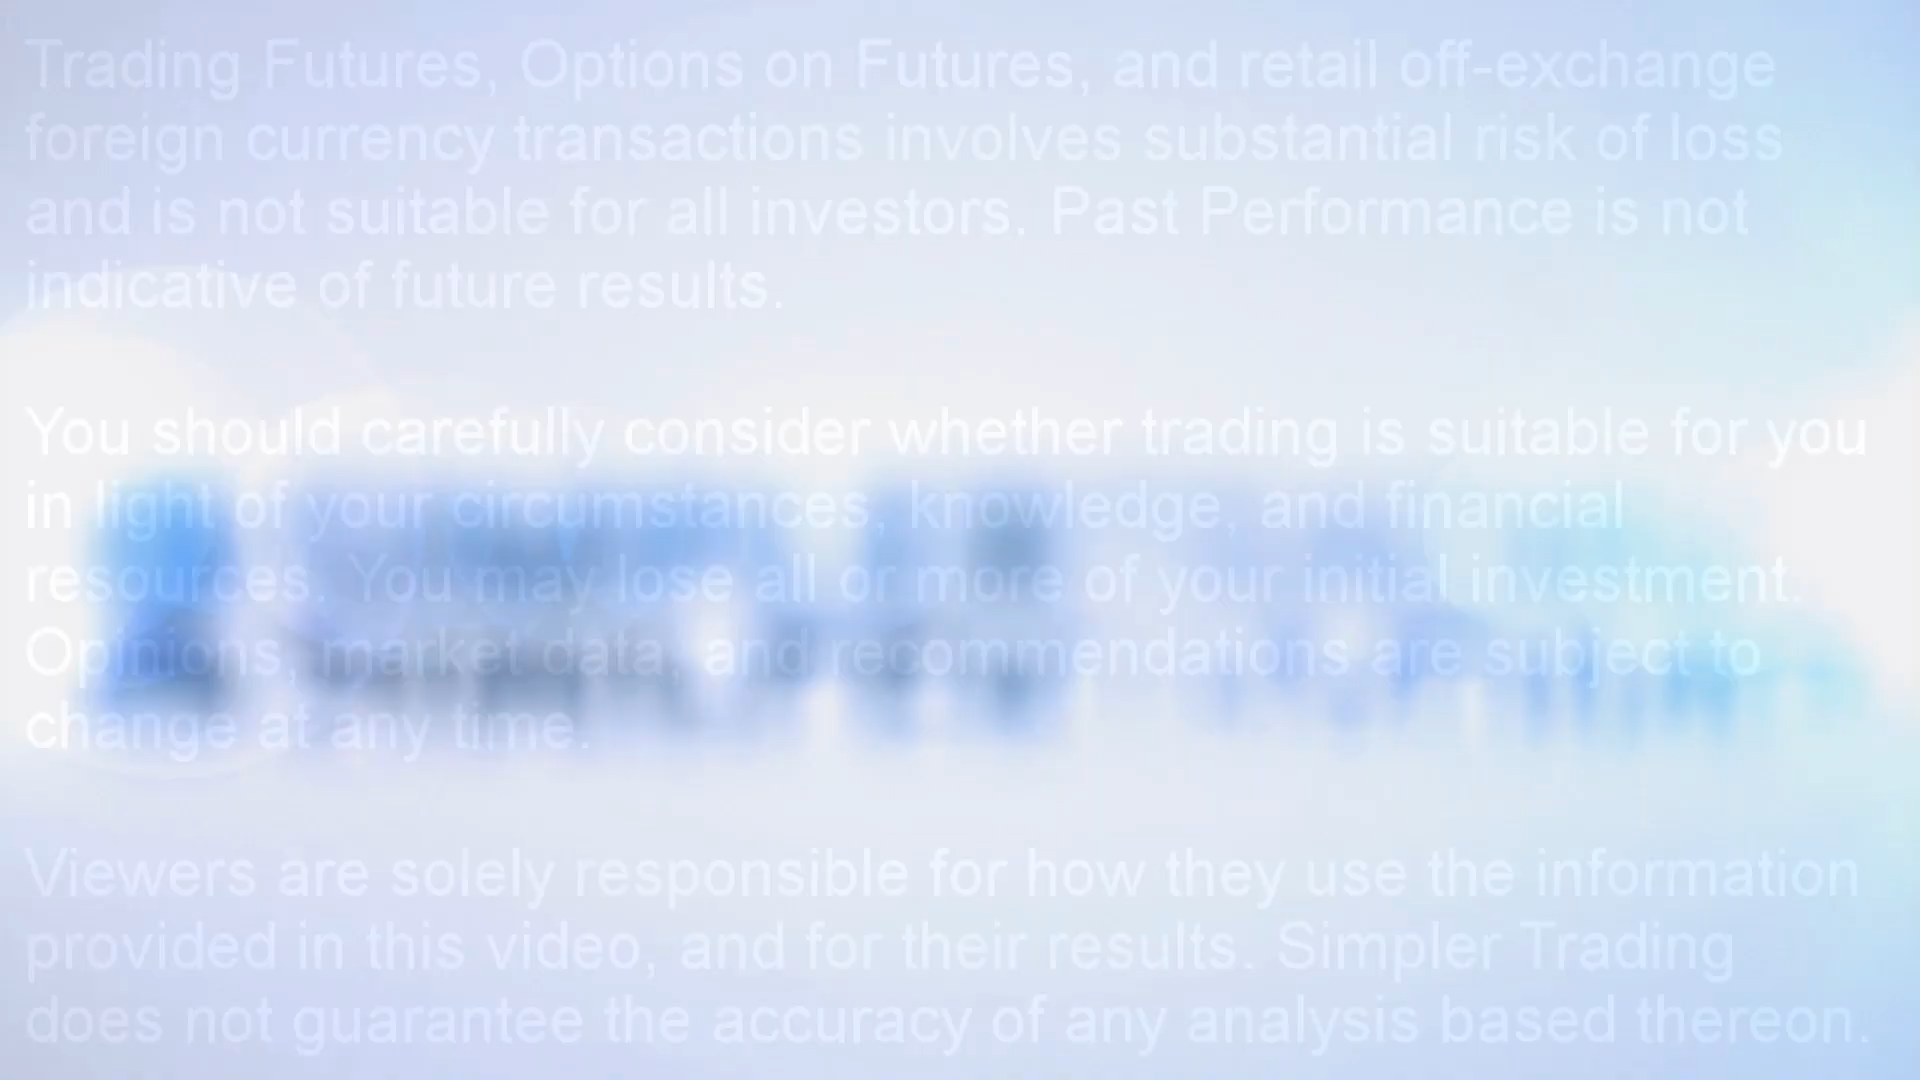 Trading Futures, Options on Futures, and retail off-exchange
foreign currency transactions involves substantial risk of loss
and is not suitable for all investors. Past Performance is not
indicative of future results.
You should carefully consider whether trading is suitable for you
in light of your circumstances, knowledge, and financial
resources. You may lose all or more of your initial investment.
Opinions, market data, and recommendations are subject to
change at any time.
Viewers are solely responsible for how they use the information
provided in this video, and for their results. Simpler Trading
does not guarantee the accuracy of any analysis based thereon.